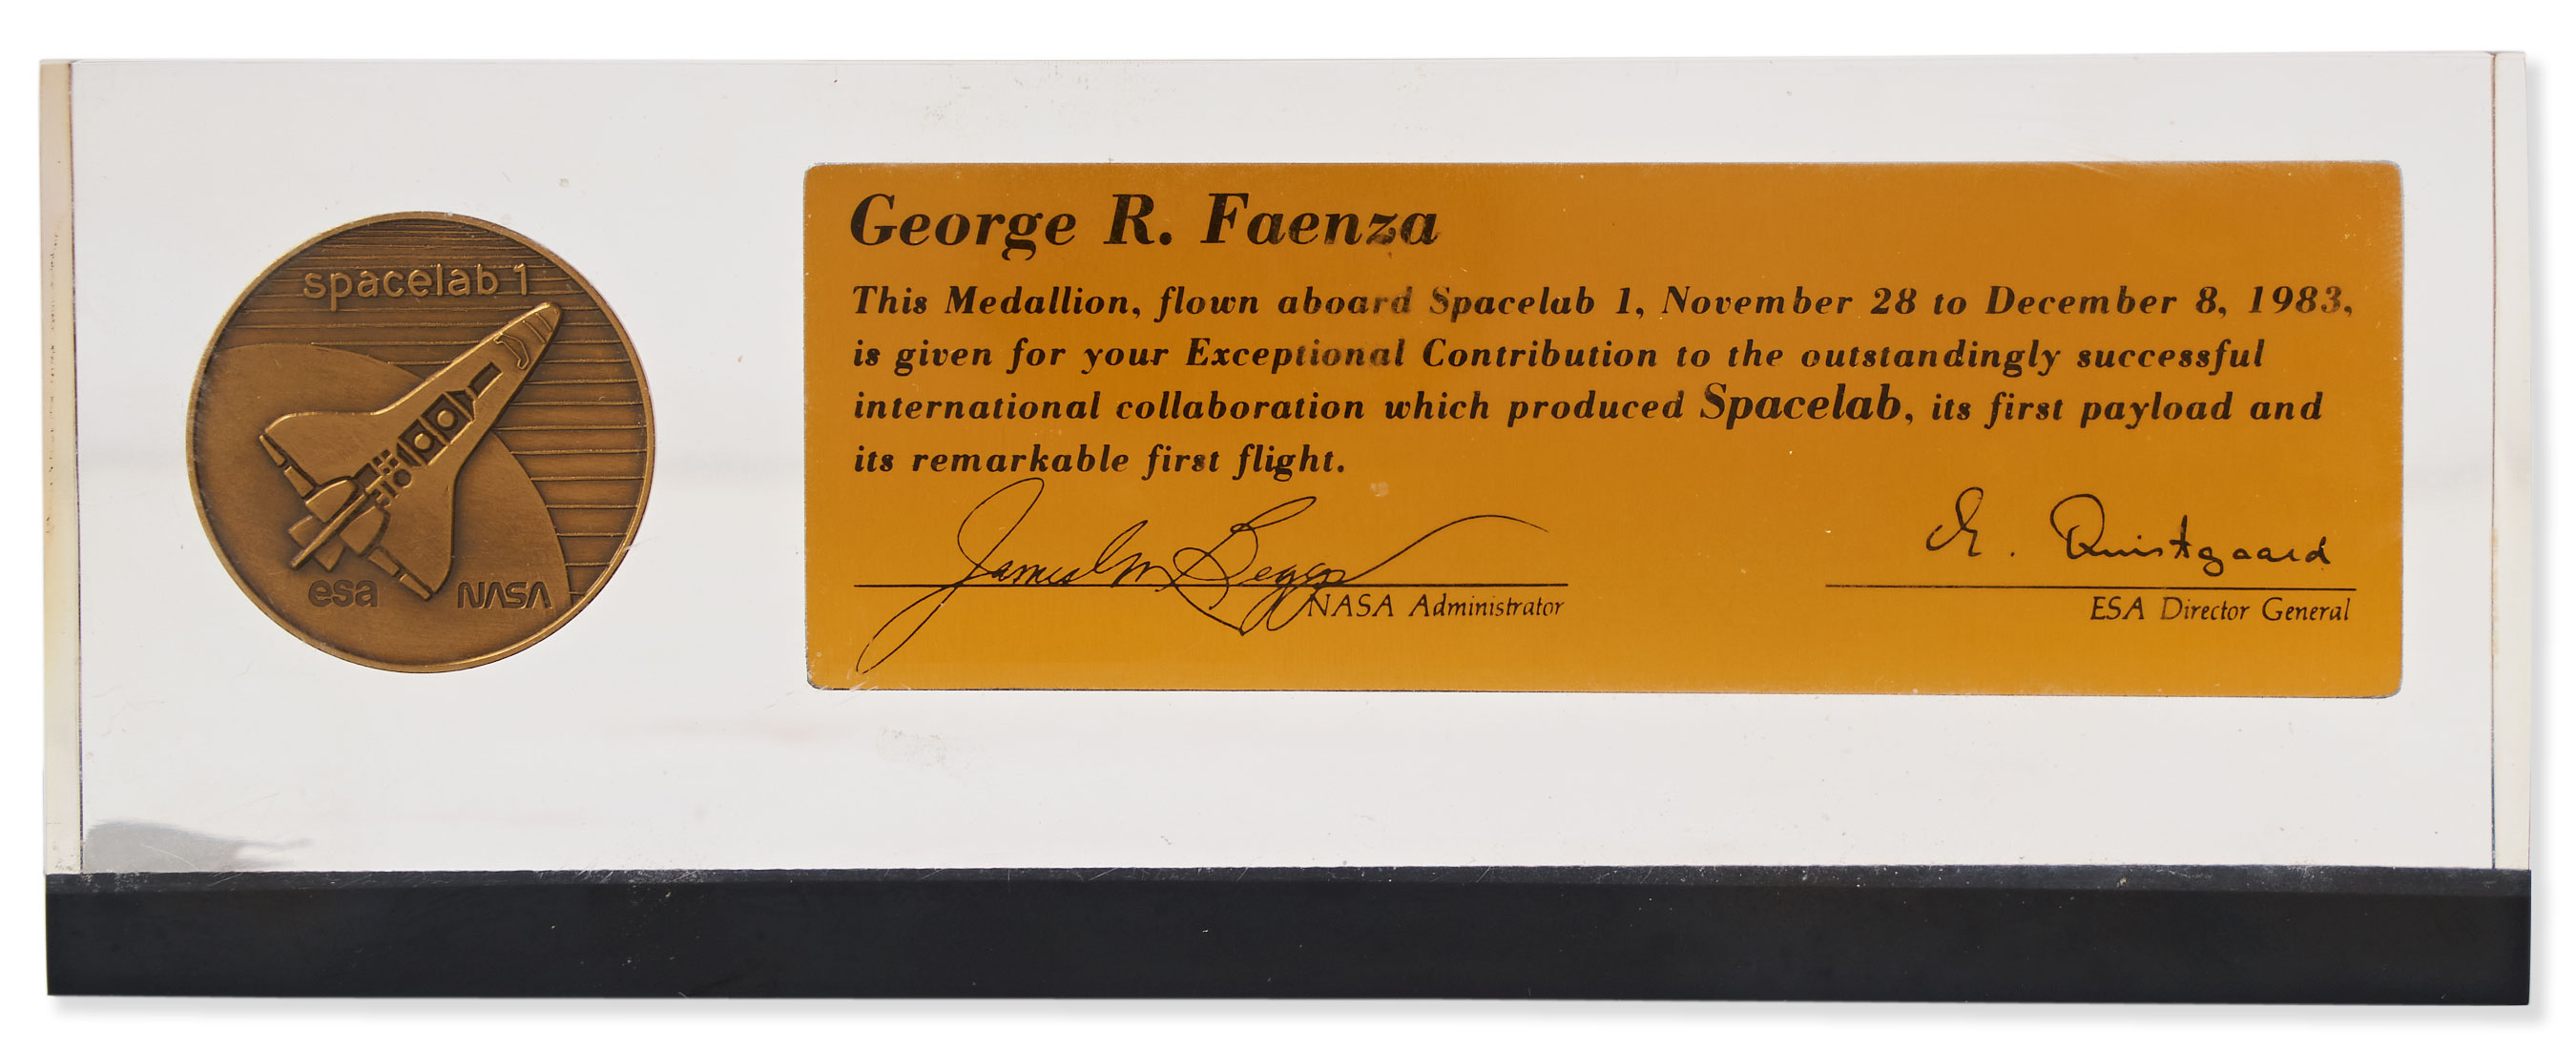 spacelab 1
esa NASA
George R. Faenza
This Medallion, flown aboard Spacelab 1, November 28 to December 8, 1983,
is given for your Exceptional Contribution to the outstandingly successful
international collaboration which produced Spacelab, its first payload and
its remarkable first flight.
James M Beggs
NASA Administrator
E. Quistgaard
ESA Director General